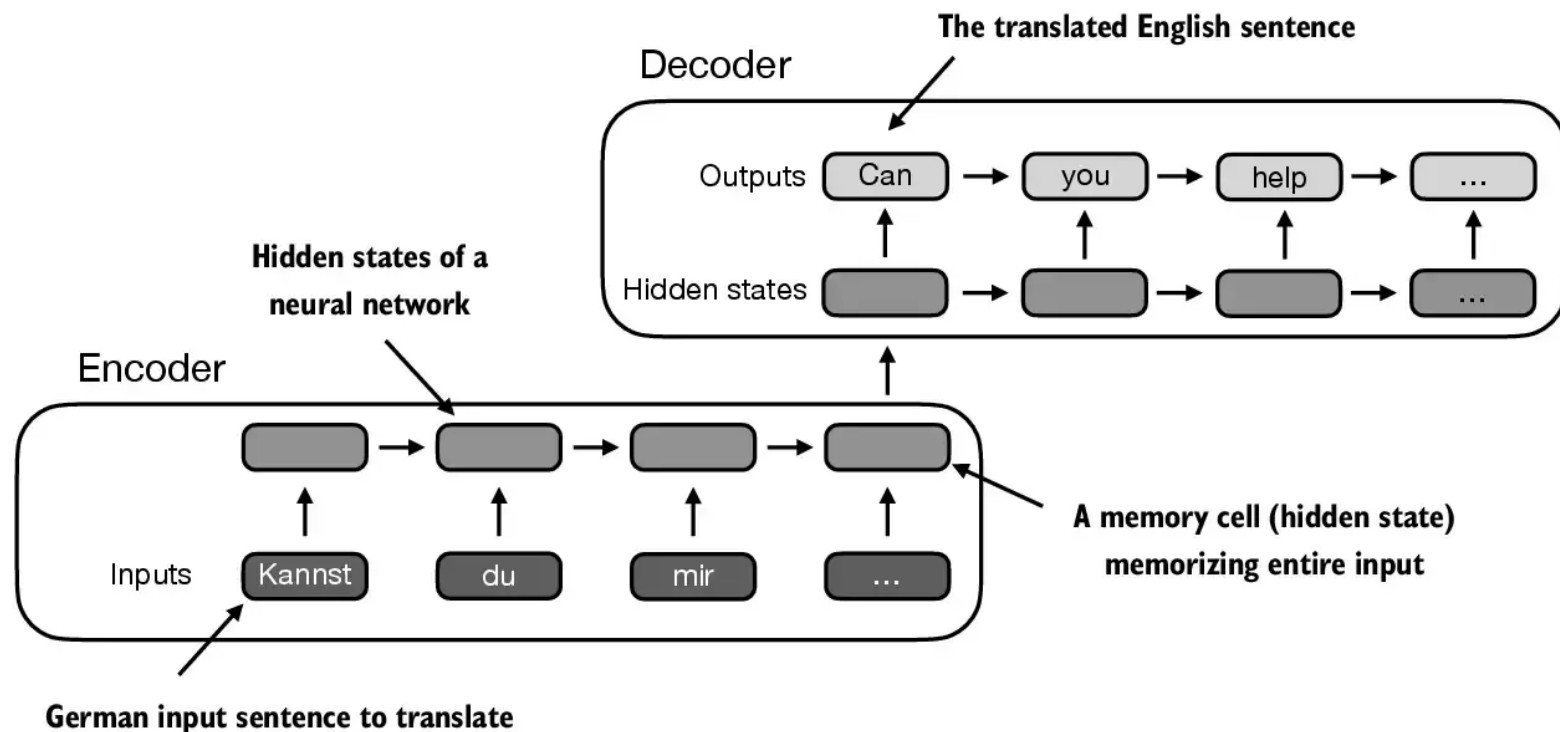 The translated English sentence
Decoder
Outputs Can you help ...
Hidden states of a
neural network
Hidden states ...
Encoder
A memory cell (hidden state)
memorizing entire input
Inputs Kannst du mir ...
German input sentence to translate